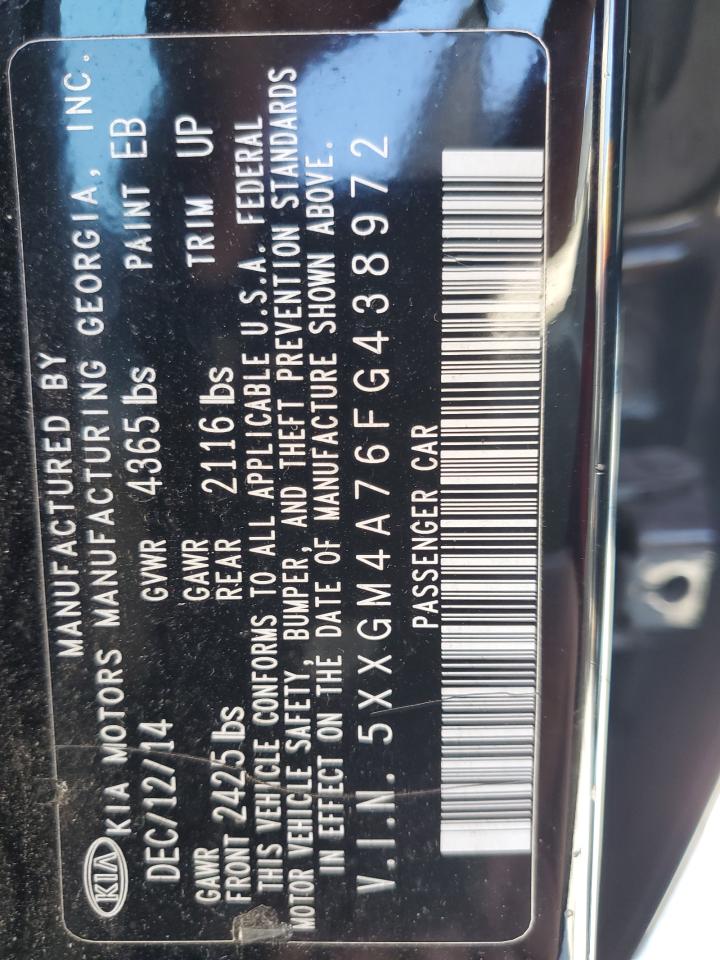 MANUFACTURED BY
KIA KIA MOTORS MANUFACTURING GEORGIA, INC.
DEC/12/14 GVWR 4365 lbs PAINT EB
GAWR FRONT 2425 lbs GAWR REAR 2116 lbs TRIM UP
THIS VEHICLE CONFORMS TO ALL APPLICABLE U.S.A. FEDERAL
MOTOR VEHICLE SAFETY, BUMPER, AND THEFT PREVENTION STANDARDS
IN EFFECT ON THE DATE OF MANUFACTURE SHOWN ABOVE.
V.I.N. 5XXGM4A76FG438972
PASSENGER CAR